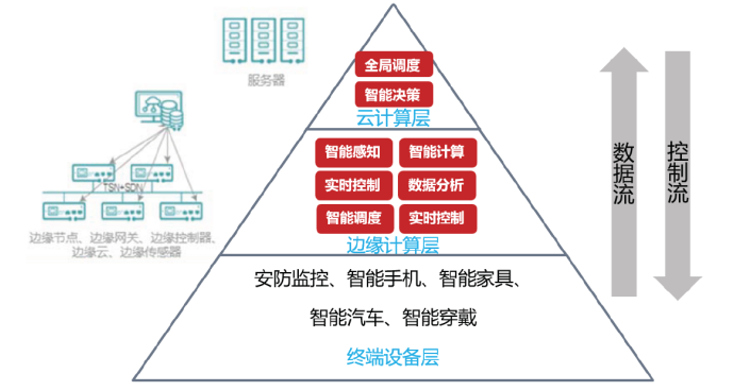 服务器
全局调度
智能决策
云计算层
TSN+SDN
边缘节点、边缘网关、边缘控制器、
边缘云、边缘传感器
智能感知
智能计算
实时控制
数据分析
智能调度
实时控制
边缘计算层
安防监控、智能手机、智能家具、
智能汽车、智能穿戴
终端设备层
数据流
控制流